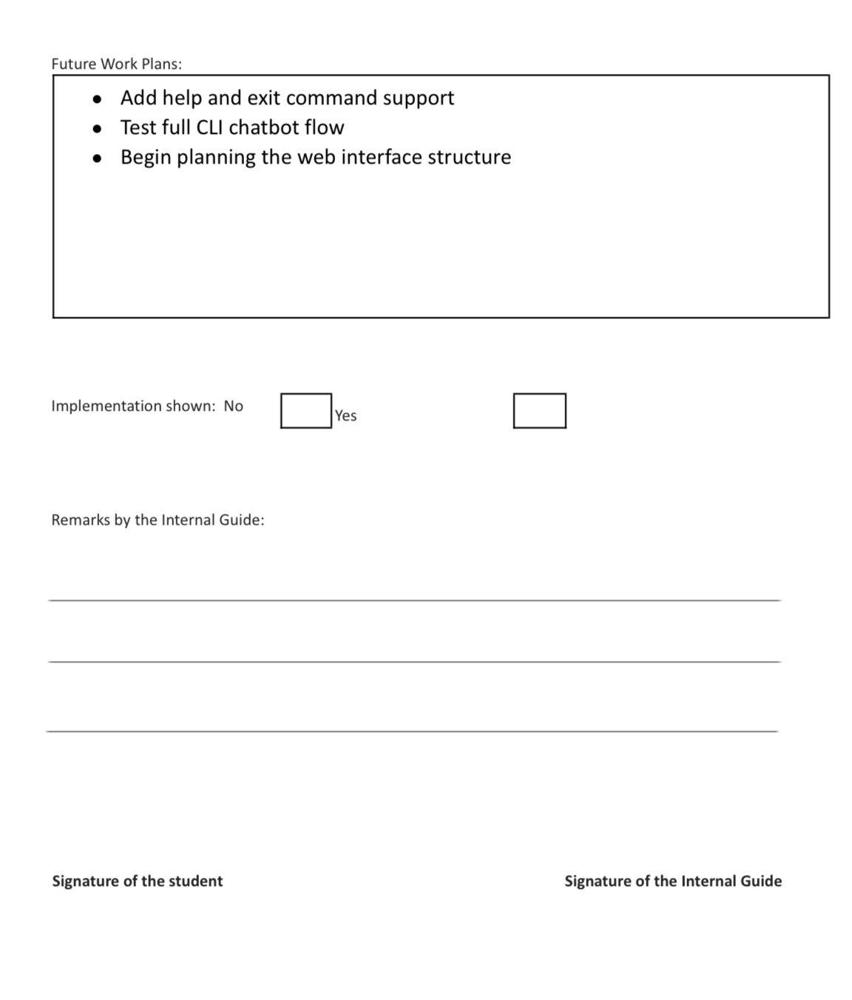 Future Work Plans:
● Add help and exit command support
● Test full CLI chatbot flow
● Begin planning the web interface structure
Implementation shown: No
Yes
Remarks by the Internal Guide:
Signature of the student
Signature of the Internal Guide